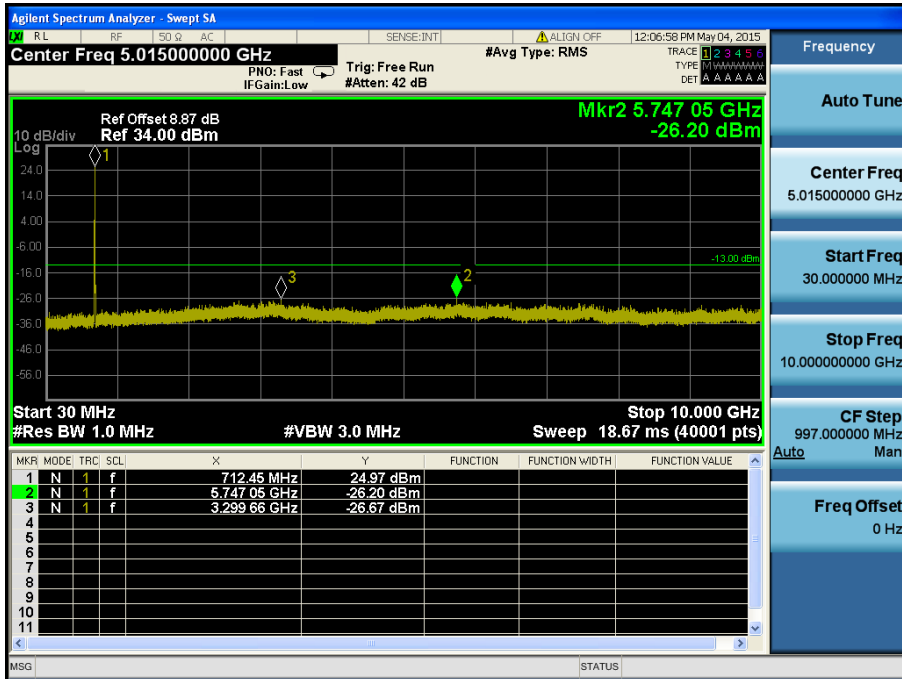 Agilent Spectrum Analyzer - Swept SA
LXI RL RF 50 Ω AC SENSE:INT ALIGN OFF 12:06:58 PM May 04, 2015
Center Freq 5.015000000 GHz
PNO: Fast
IFGain:Low
Trig: Free Run
#Atten: 42 dB
#Avg Type: RMS
TRACE 1 2 3 4 5 6
TYPE M W W W W W
DET A A A A A A
Mkr2 5.747 05 GHz
-26.20 dBm
Ref Offset 8.87 dB
10 dB/div Ref 34.00 dBm
Log
1
24.0
14.0
4.00
-6.00
-13.00 dBm
-16.0
3
2
-26.0
-36.0
-46.0
-56.0
Start 30 MHz Stop 10.000 GHz
#Res BW 1.0 MHz #VBW 3.0 MHz Sweep 18.67 ms (40001 pts)
MKR MODE TRC SCL X Y FUNCTION FUNCTION WIDTH FUNCTION VALUE
1 N 1 f 712.45 MHz 24.97 dBm
2 N 1 f 5.747 05 GHz -26.20 dBm
3 N 1 f 3.299 66 GHz -26.67 dBm
4
5
6
7
8
9
10
11
MSG STATUS
Frequency
Auto Tune
Center Freq
5.015000000 GHz
Start Freq
30.000000 MHz
Stop Freq
10.000000000 GHz
CF Step
997.000000 MHz
Auto Man
Freq Offset
0 Hz